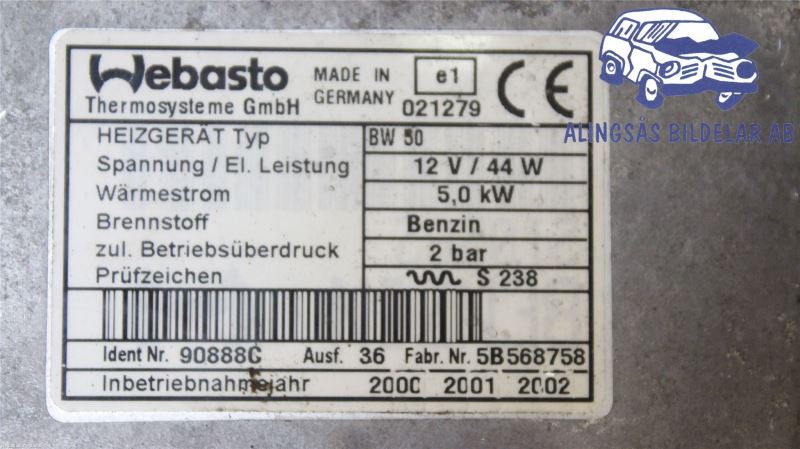 Webasto
Thermosysteme GmbH
MADE IN
GERMANY
e1
021279
CE
ALINGSÅS BILDELAR AB
HEIZGERÄT Typ BW 50
Spannung / El. Leistung 12 V / 44 W
Wärmestrom 5,0 kW
Brennstoff Benzin
zul. Betriebsüberdruck 2 bar
Prüfzeichen S 238
Ident Nr. 90888C Ausf. 36 Fabr. Nr. 5B568758
Inbetriebnahmejahr 2000 2001 2002